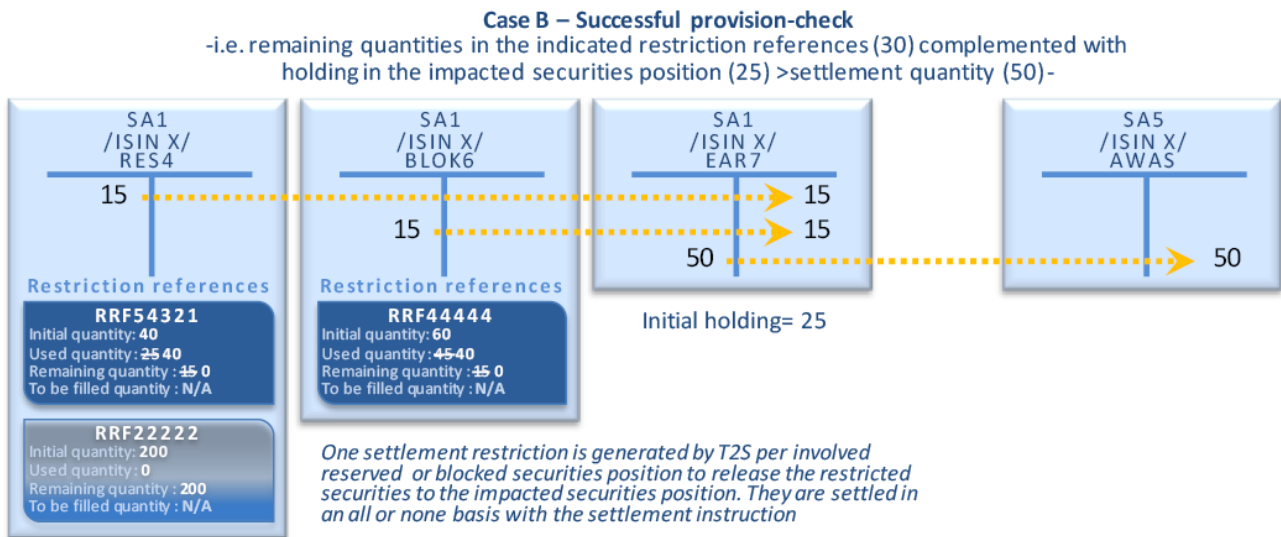 Case B – Successful provision-check
-i.e. remaining quantities in the indicated restriction references (30) complemented with
holding in the impacted securities position (25) >settlement quantity (50)-
SA1
/ISIN X/
RES4
15
SA1
/ISIN X/
BLOK6
15
SA1
/ISIN X/
EAR7
15
15
50
SA5
/ISIN X/
AWAS
50
Restriction references
RRF54321
Initial quantity: 40
Used quantity: 25 40
Remaining quantity : 15 0
To be filled quantity : N/A
RRF22222
Initial quantity: 200
Used quantity: 0
Remaining quantity : 200
To be filled quantity : N/A
Restriction references
RRF44444
Initial quantity: 60
Used quantity: 45 40
Remaining quantity : 15 0
To be filled quantity : N/A
Initial holding= 25
One settlement restriction is generated by T2S per involved
reserved or blocked securities position to release the restricted
securities to the impacted securities position. They are settled in
an all or none basis with the settlement instruction